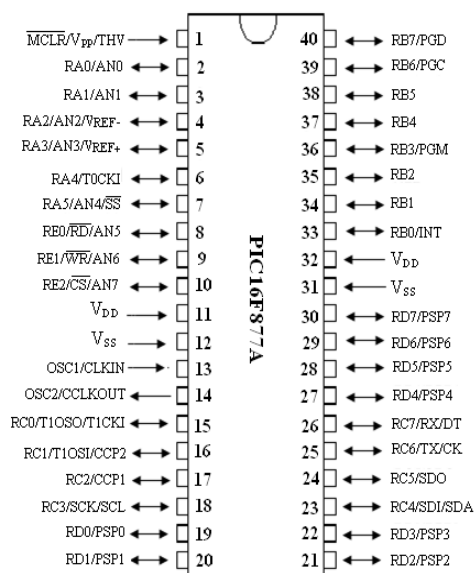 MCLR/VPP/THV 1 40 RB7/PGD
RA0/AN0 2 39 RB6/PGC
RA1/AN1 3 38 RB5
RA2/AN2/VREF- 4 37 RB4
RA3/AN3/VREF+ 5 36 RB3/PGM
RA4/T0CKI 6 35 RB2
RA5/AN4/SS 7 34 RB1
RE0/RD/AN5 8 33 RB0/INT
RE1/WR/AN6 9 32 VDD
RE2/CS/AN7 10 31 VSS
VDD 11 30 RD7/PSP7
VSS 12 29 RD6/PSP6
OSC1/CLKIN 13 28 RD5/PSP5
OSC2/CCLKOUT 14 27 RD4/PSP4
RC0/T1OSO/T1CKI 15 26 RC7/RX/DT
RC1/T1OSI/CCP2 16 25 RC6/TX/CK
RC2/CCP1 17 24 RC5/SDO
RC3/SCK/SCL 18 23 RC4/SDI/SDA
RD0/PSP0 19 22 RD3/PSP3
RD1/PSP1 20 21 RD2/PSP2
PIC16F877A